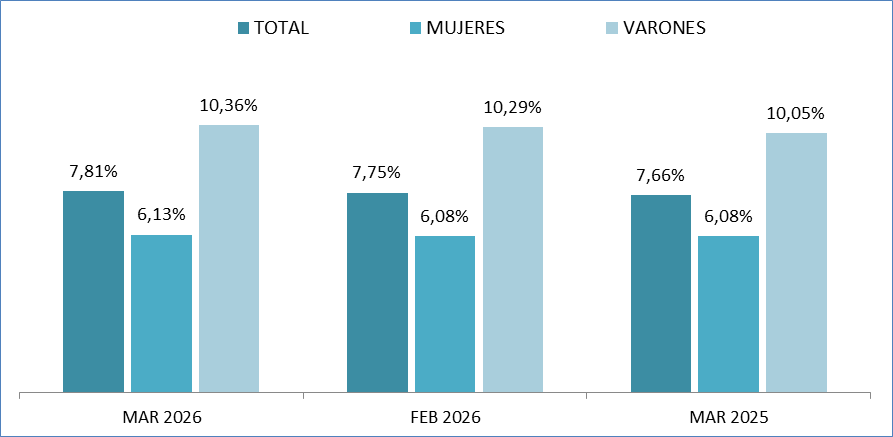 TOTAL MUJERES VARONES
10,36% 10,29% 10,05%
7,81% 7,75% 7,66%
6,13% 6,08% 6,08%
MAR 2026 FEB 2026 MAR 2025